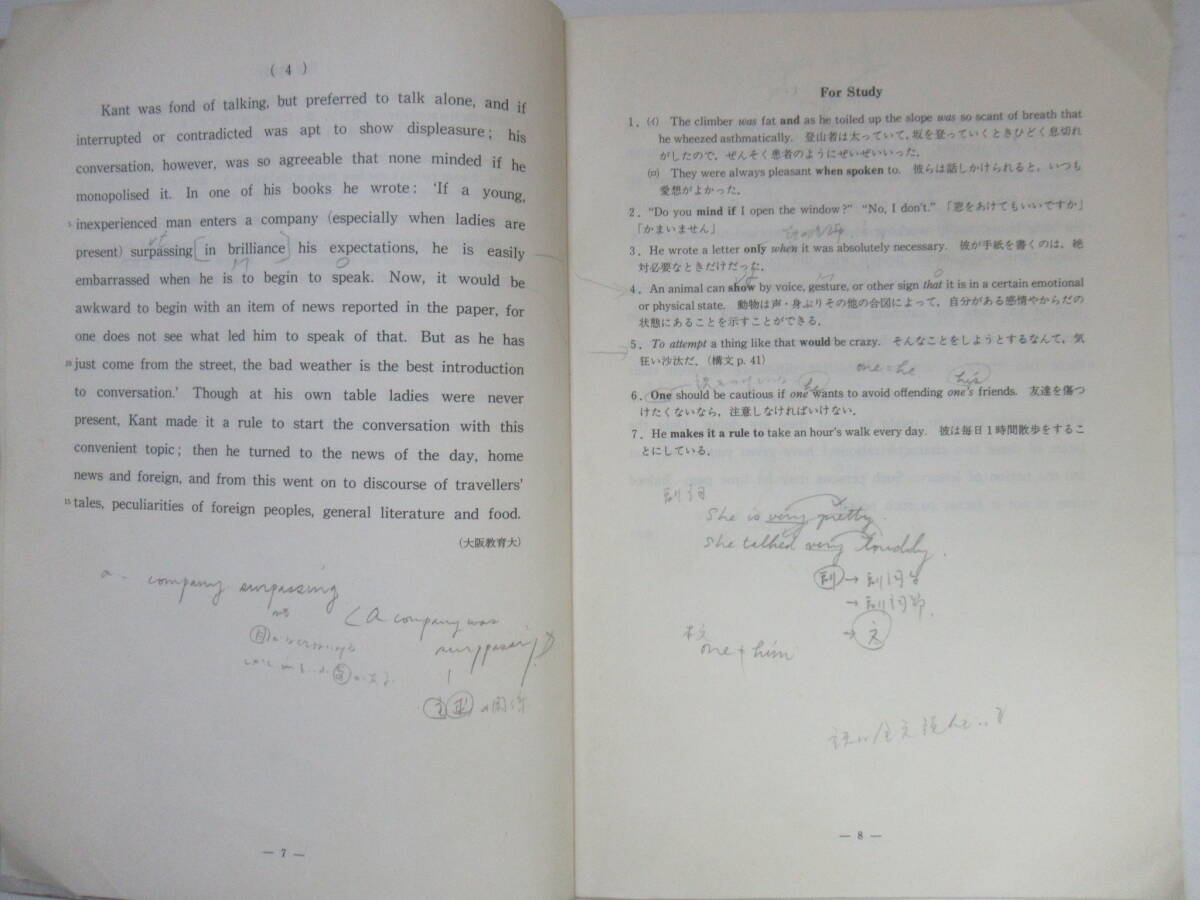 ( 4 )
Kant was fond of talking, but preferred to talk alone, and if
interrupted or contradicted was apt to show displeasure; his
conversation, however, was so agreeable that none minded if he
monopolised it. In one of his books he wrote: ‘If a young,
5 inexperienced man enters a company (especially when ladies are
present) surpassing [in brilliance] his expectations, he is easily
embarrassed when he is to begin to speak. Now, it would be
awkward to begin with an item of news reported in the paper, for
one does not see what led him to speak of that. But as he has
10 just come from the street, the bad weather is the best introduction
to conversation.’ Though at his own table ladies were never
present, Kant made it a rule to start the conversation with this
convenient topic; then he turned to the news of the day, home
news and foreign, and from this went on to discourse of travellers’
15 tales, peculiarities of foreign peoples, general literature and food.
(大阪教育大)
a company surpassing
(a company was
surppasing)
の関係
— 7 —
For Study
1. (イ) The climber was fat and as he toiled up the slope was so scant of breath that
he wheezed asthmatically. 登山者は太っていて,坂を登っていくときひどく息切れ
がしたので,ぜんそく患者のようにぜいぜいいった.
(ロ) They were always pleasant when spoken to. 彼らは話しかけられると,いつも
愛想がよかった.
2. “Do you mind if I open the window?” “No, I don’t.” 「窓をあけてもいいですか」
「かまいません」
3. He wrote a letter only when it was absolutely necessary. 彼が手紙を書くのは,絶
対必要なときだけだった.
4. An animal can show by voice, gesture, or other sign that it is in a certain emotional
or physical state. 動物は声・身ぶりその他の合図によって,自分がある感情やからだの
状態にあることを示すことができる.
5. To attempt a thing like that would be crazy. そんなことをしようとするなんて,気
狂い沙汰だ.(構文 p. 41)
one = he
he his
6. One should be cautious if one wants to avoid offending one’s friends. 友達を傷つ
けたくないなら,注意しなければいけない.
7. He makes it a rule to take an hour’s walk every day. 彼は毎日1時間散歩をするこ
とにしている.
副詞
She is very pretty.
She talked very loudly.
副 → 副詞句
→ 副詞節
→ 文
本文
one ≠ him
— 8 —